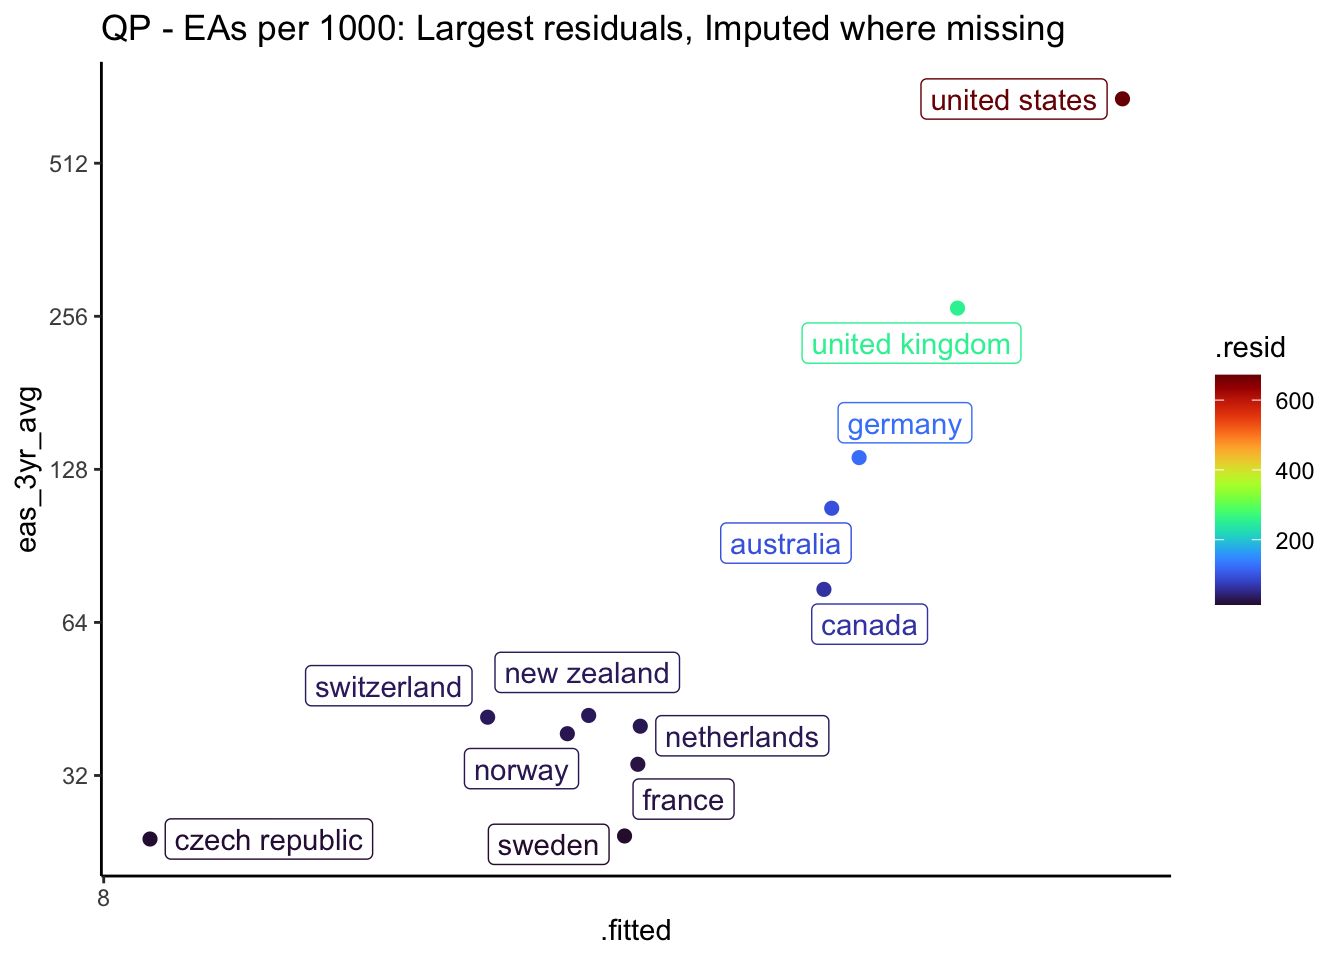 QP - EAs per 1000: Largest residuals, Imputed where missing
united states
512
256
united kingdom
.resid
600
400
200
germany
eas_3yr_avg
128
australia
64
canada
new zealand
switzerland
netherlands
norway
32
france
czech republic
sweden
8
.fitted